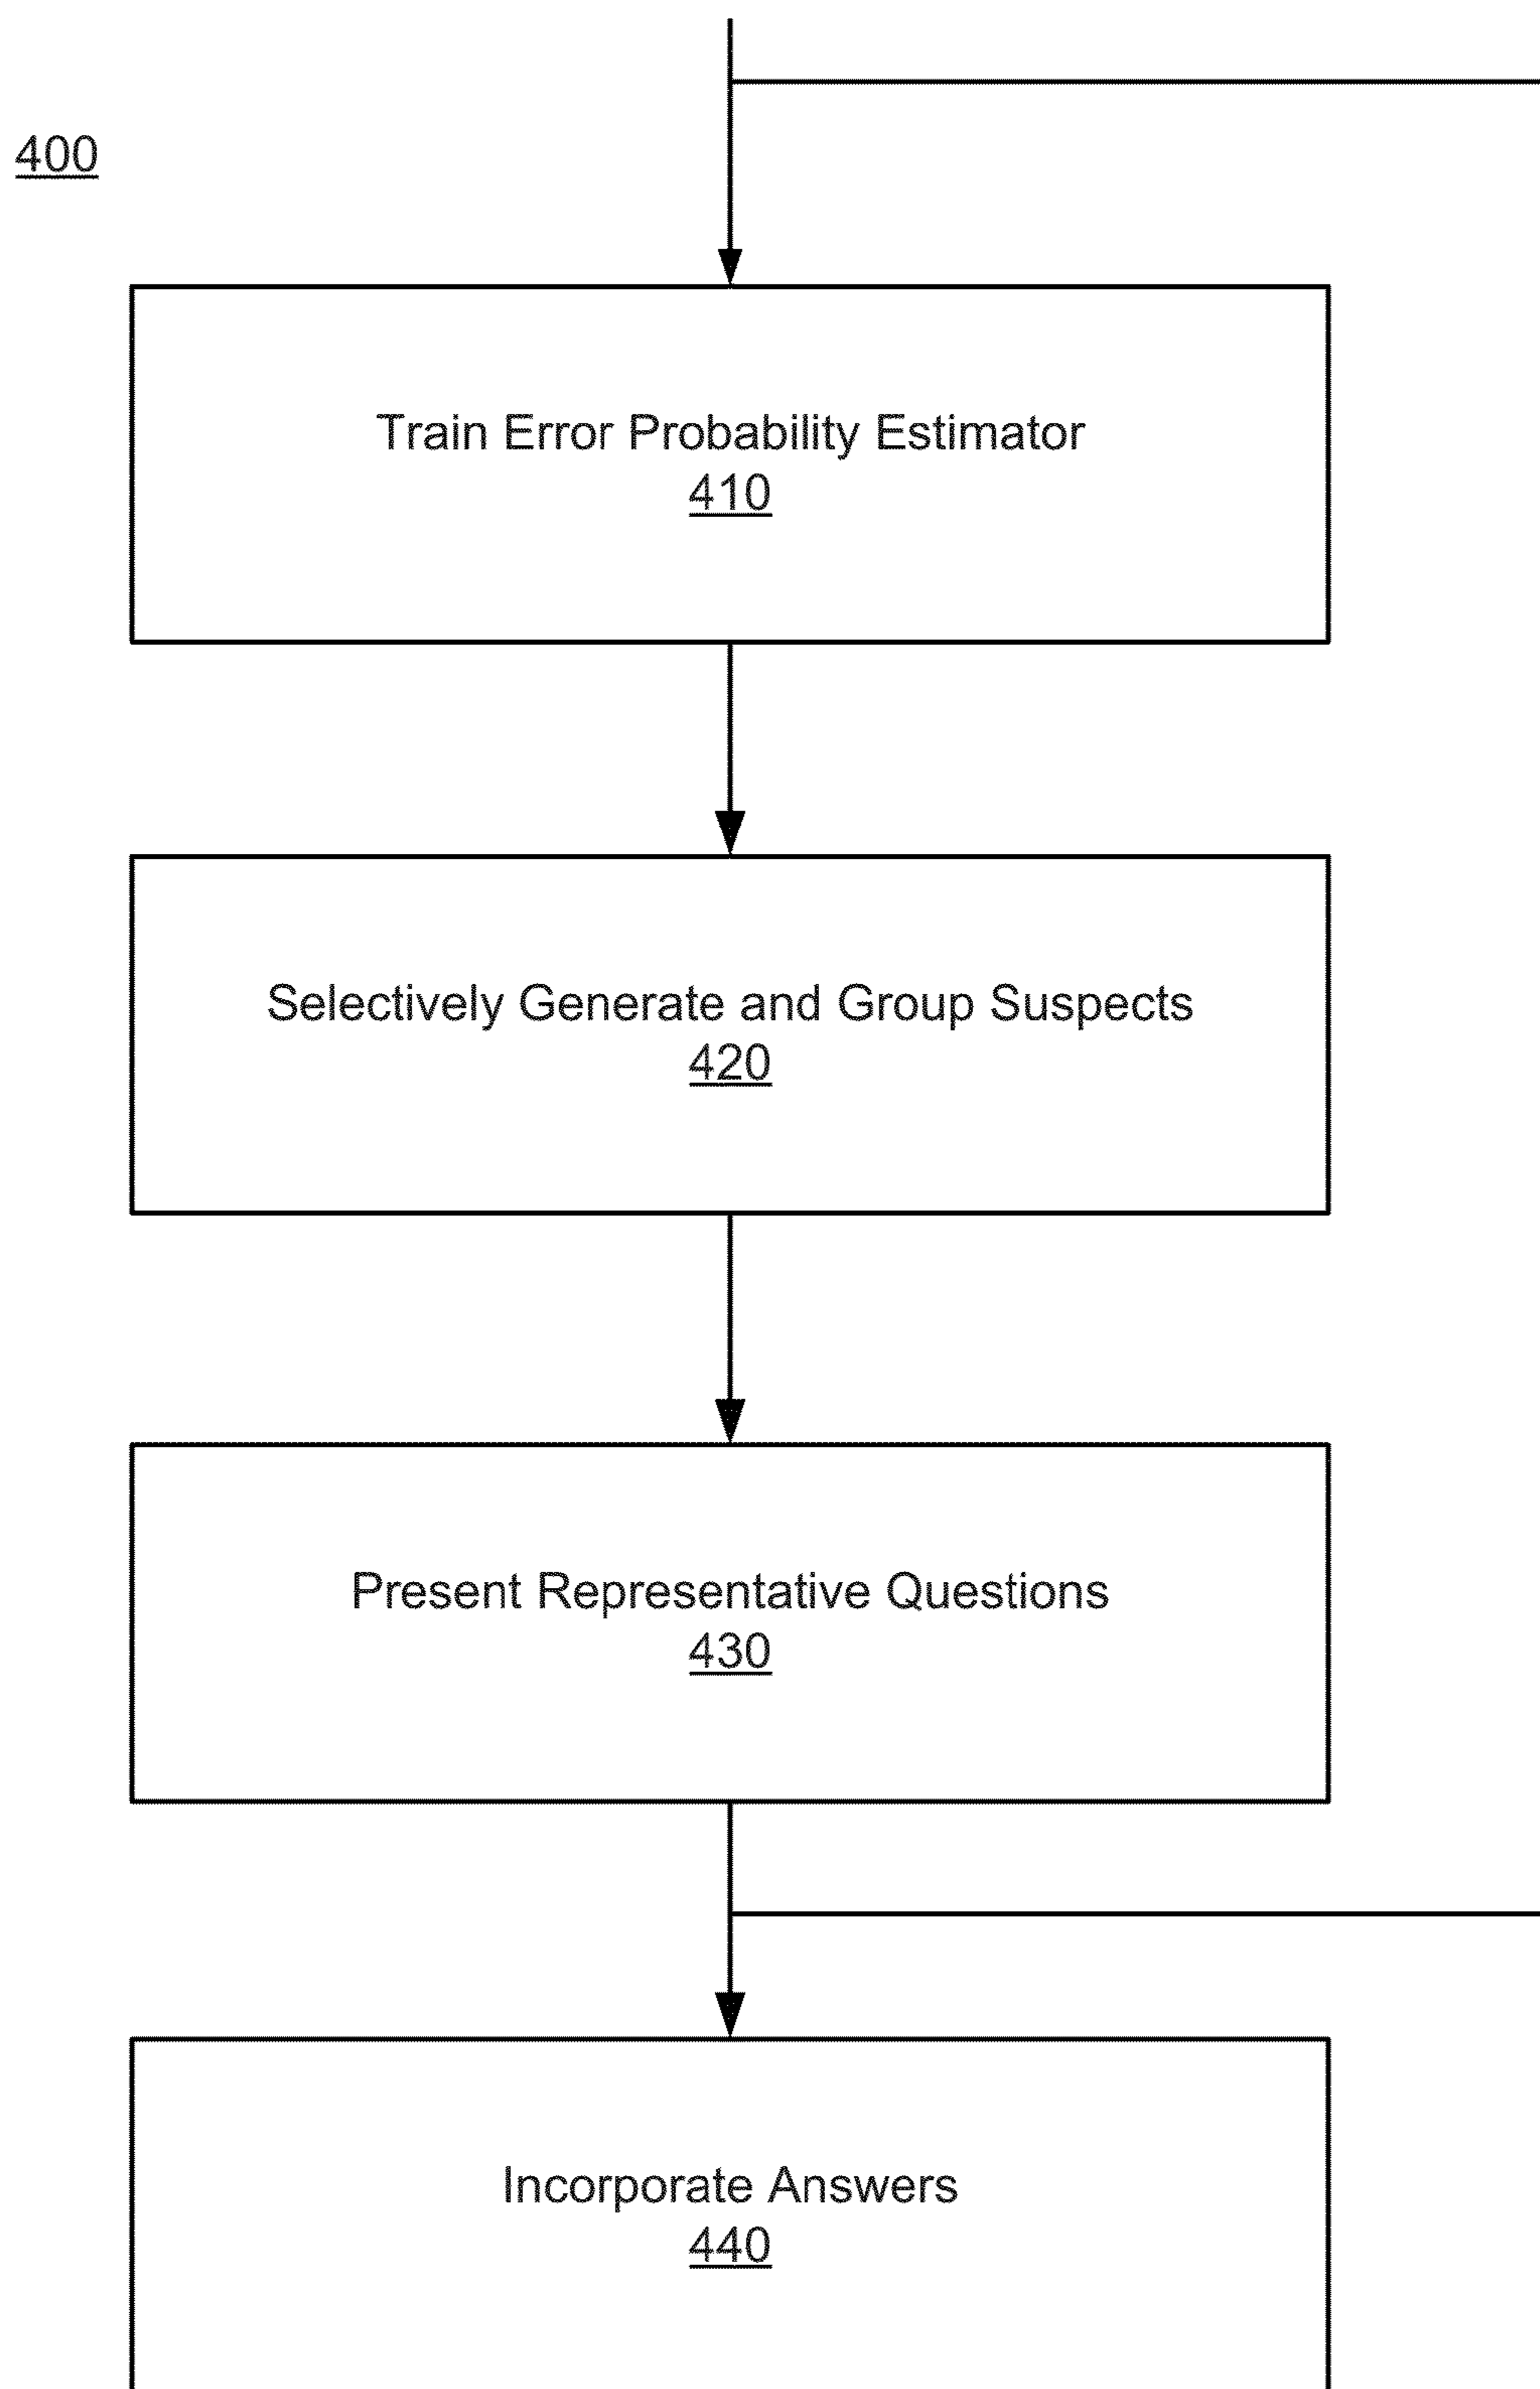 400
Train Error Probability Estimator
410
Selectively Generate and Group Suspects
420
Present Representative Questions
430
Incorporate Answers
440